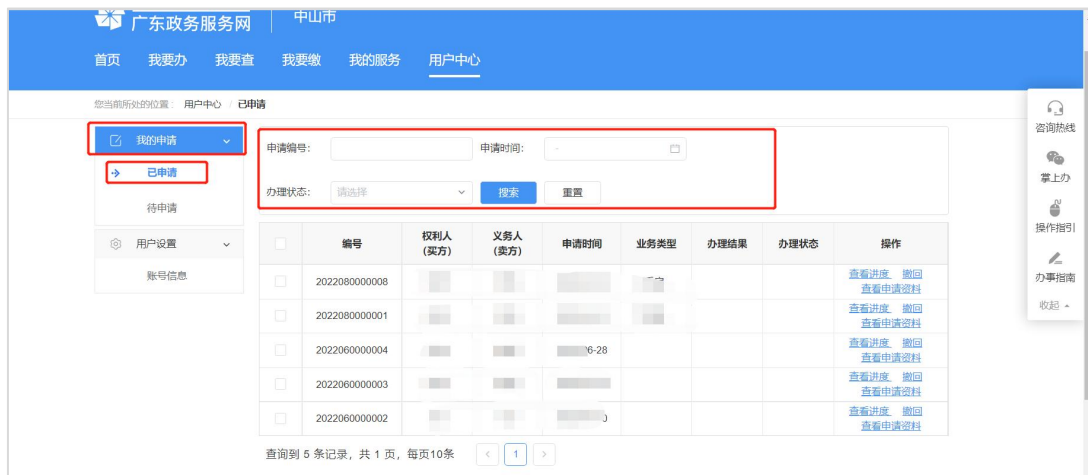 广东政务服务网 中山市
首页 我要办 我要查 我要缴 我的服务 用户中心
您当前所处的位置: 用户中心 / 已申请
我的申请
已申请
待申请
用户设置
账号信息
申请编号: 申请时间: -
办理状态: 请选择 搜索 重置
编号 权利人(买方) 义务人(卖方) 申请时间 业务类型 办理结果 办理状态 操作
2022080000008 查看进度 撤回
查看申请资料
2022080000001 查看进度 撤回
查看申请资料
2022060000004 6-28 查看进度 撤回
查看申请资料
2022060000003 查看进度 撤回
查看申请资料
2022060000002 查看进度 撤回
查看申请资料
查询到 5 条记录, 共 1 页, 每页10条 < 1 >
咨询热线
掌上办
操作指引
办事指南
收起